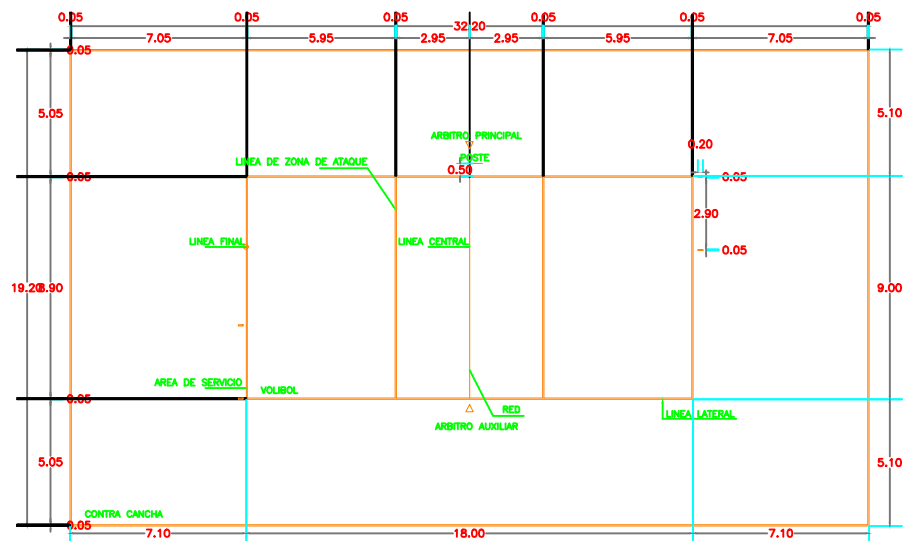 0.05 0.05 0.05 0.05 0.05 0.05
32.20
7.05 5.95 2.95 2.95 5.95 7.05
0.05
5.05 5.10
ARBITRO PRINCIPAL
0.20
LINEA DE ZONA DE ATAQUE POSTE
0.50
0.05 0.05
2.90
LINEA FINAL LINEA CENTRAL
0.05
19.20 8.90 9.00
AREA DE SERVICIO VOLIBOL
0.05
RED LINEA LATERAL
ARBITRO AUXILIAR
5.05 5.10
CONTRA CANCHA
0.05
7.10 18.00 7.10